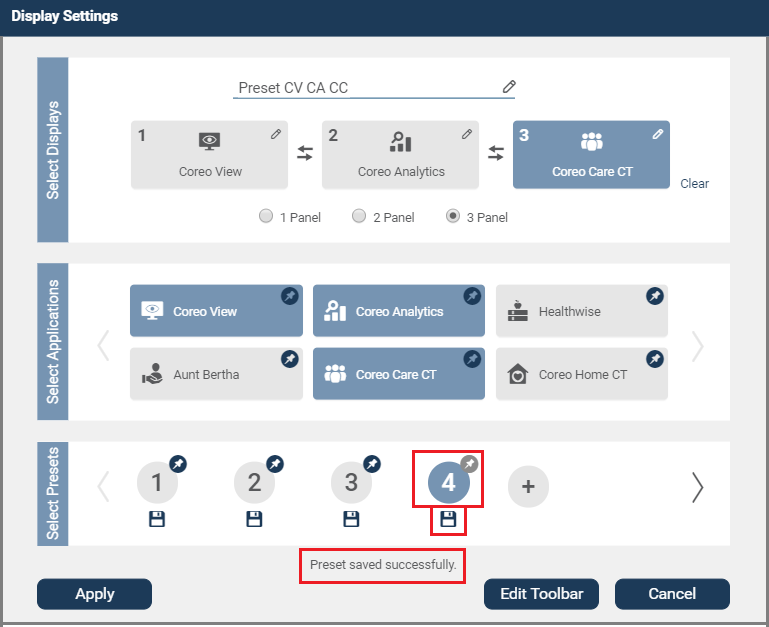 Display Settings
Select Displays
Preset CV CA CC
1
2
3
Coreo View
Coreo Analytics
Coreo Care CT
Clear
1 Panel
2 Panel
3 Panel
Select Applications
Coreo View
Coreo Analytics
Healthwise
Aunt Bertha
Coreo Care CT
Coreo Home CT
Select Presets
1
2
3
4
+
Preset saved successfully.
Apply
Edit Toolbar
Cancel